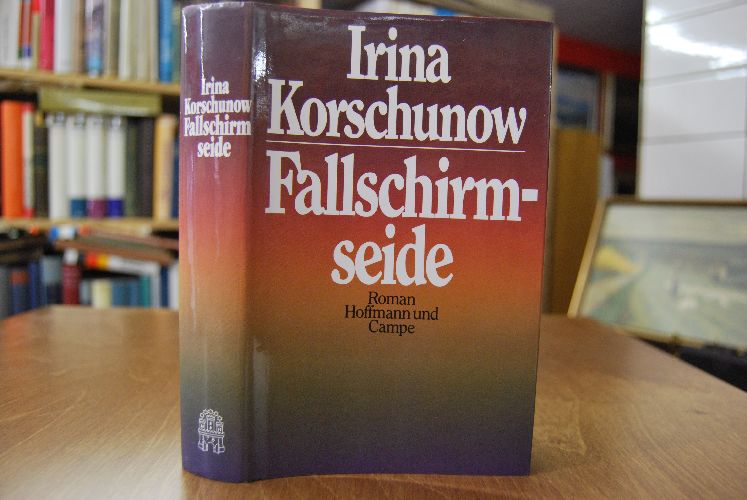 Irina
Korschunow
Fallschirm
seide
Irina
Korschunow
Fallschirm-
seide
Roman
Hoffmann und
Campe